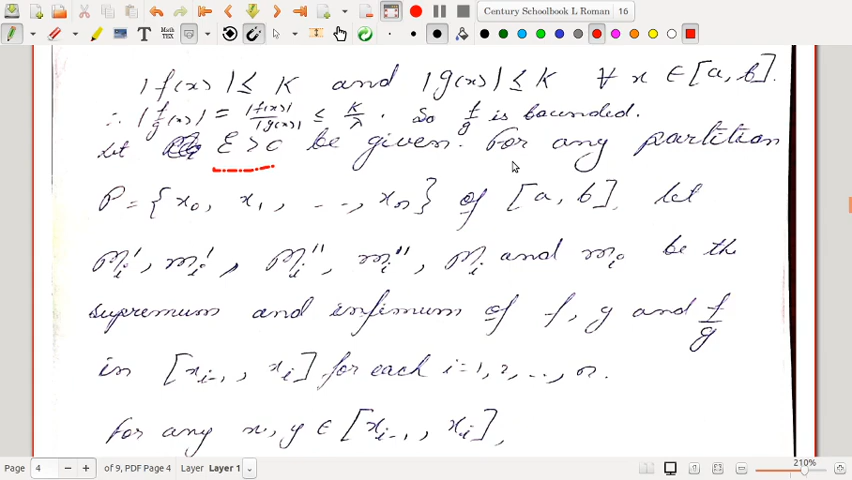 Century Schoolbook L Roman 16
|f(x)| ≤ K and |g(x)| ≤ K ∀ x ∈ [a, b].
∴ |f/g (x)| = |f(x)|/|g(x)| ≤ K/λ . So f/g is bounded.
Let ε > 0 be given. For any partition
P = {x₀, x₁, ..., xₙ} of [a, b], let
Mᵢ', mᵢ', Mᵢ'', mᵢ'', Mᵢ and mᵢ be the
supremum and infimum of f, g and f/g
in [xᵢ₋₁, xᵢ] for each i=1, 2, ..., n.
For any x, y ∈ [xᵢ₋₁, xᵢ],
Page 4 of 9, PDF Page 4 Layer Layer 1 210%